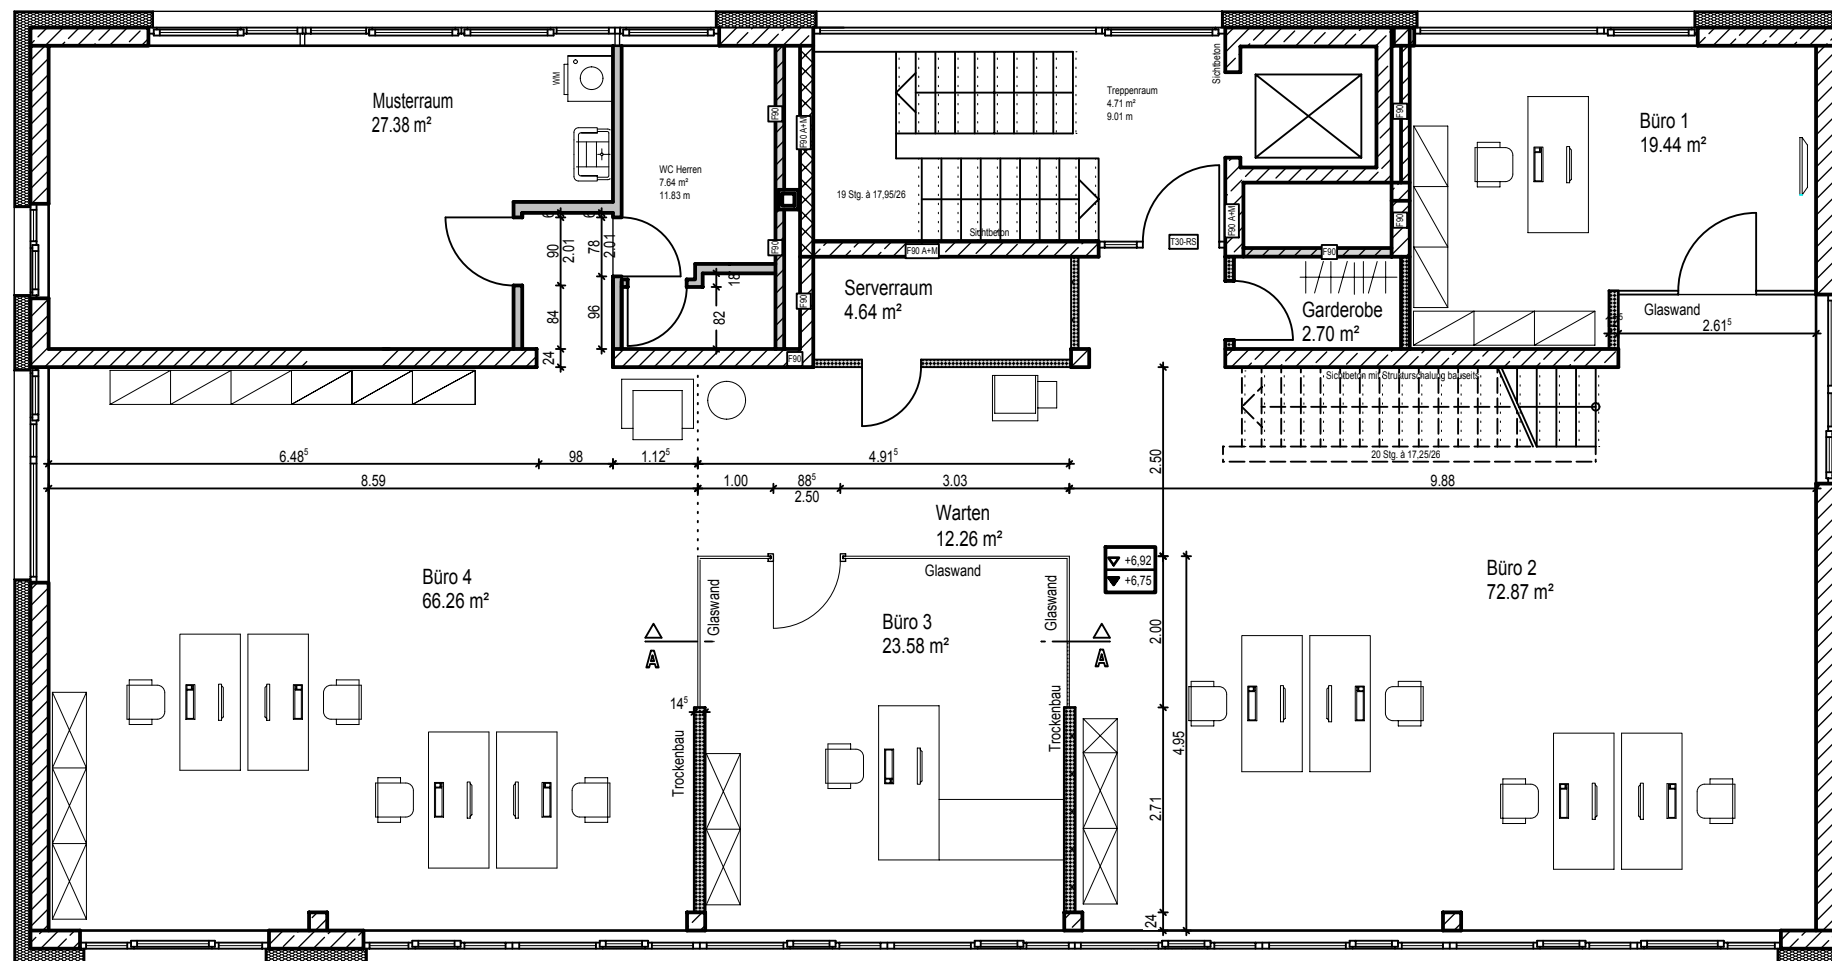 Musterraum
27.38 m²
WM
WC Herren
7.64 m²
11.83 m
F90
F90
F90
F90
F90 A+M
Treppenraum
4.71 m²
9.01 m
19 Stg. à 17,95/26
Sichtbeton
Sichtbeton
F90 A+M
T30-RS
F90 A+M
F90
F90
F90
Büro 1
19.44 m²
Glaswand
2.61⁵
Serverraum
4.64 m²
Garderobe
2.70 m²
90
2.01
78
2.01
84
96
24
18
82
Sichtbeton mit Strukturschalung bauseits
20 Stg. à 17,25/26
6.48⁵
98
1.12⁵
4.91⁵
8.59
1.00
88⁵
2.50
3.03
9.88
2.50
Warten
12.26 m²
+6,92
+6,75
Glaswand
Büro 4
66.26 m²
Glaswand
Büro 3
23.58 m²
Glaswand
Büro 2
72.87 m²
A
A
2.00
14⁵
Trockenbau
Trockenbau
4.95
2.71
24